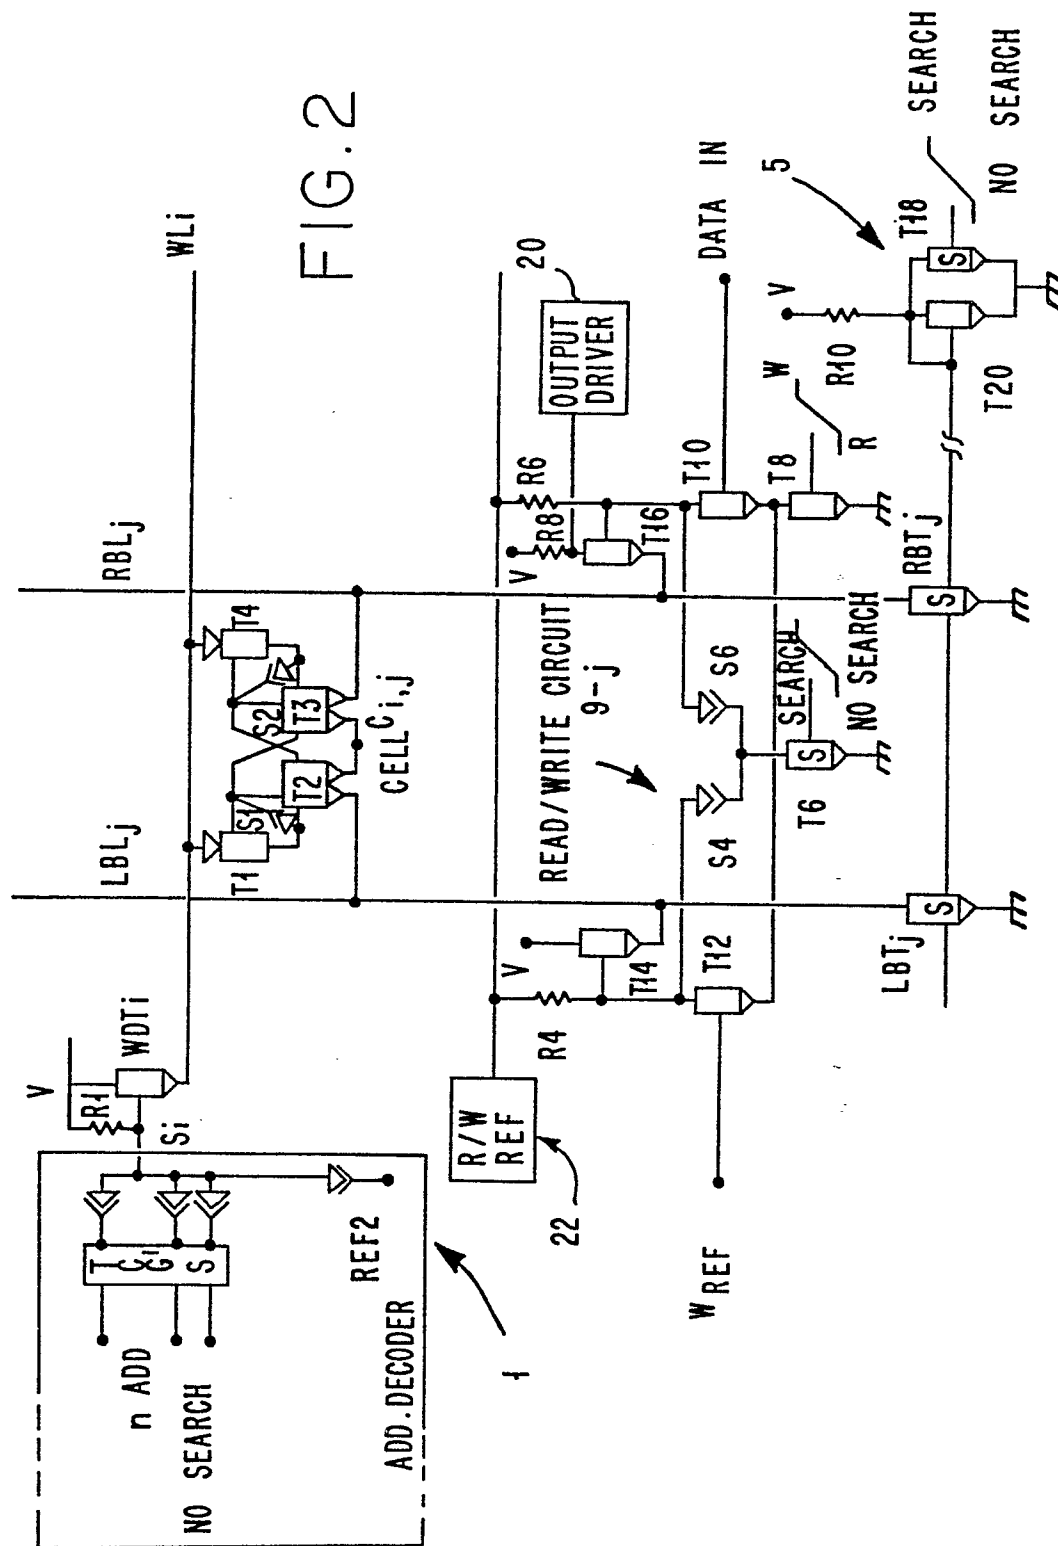 FIG.2
V
R1
WDTi
Si
WLi
n ADD
NO SEARCH
T
C
G
S
REF2
ADD.DECODER
1
LBLj
RBLj
T1
S1
T2
S2
T3
T4
CELL Ci,j
R/W
REF
22
R4
V
T14
T12
WREF
READ/WRITE CIRCUIT
9-j
S4
S6
T6
S
SEARCH
NO SEARCH
V
R8
R6
T16
OUTPUT
DRIVER
20
T10
DATA IN
T8
W
R
LBTj
S
RBTj
S
V
R10
T20
T18
S
5
SEARCH
NO SEARCH